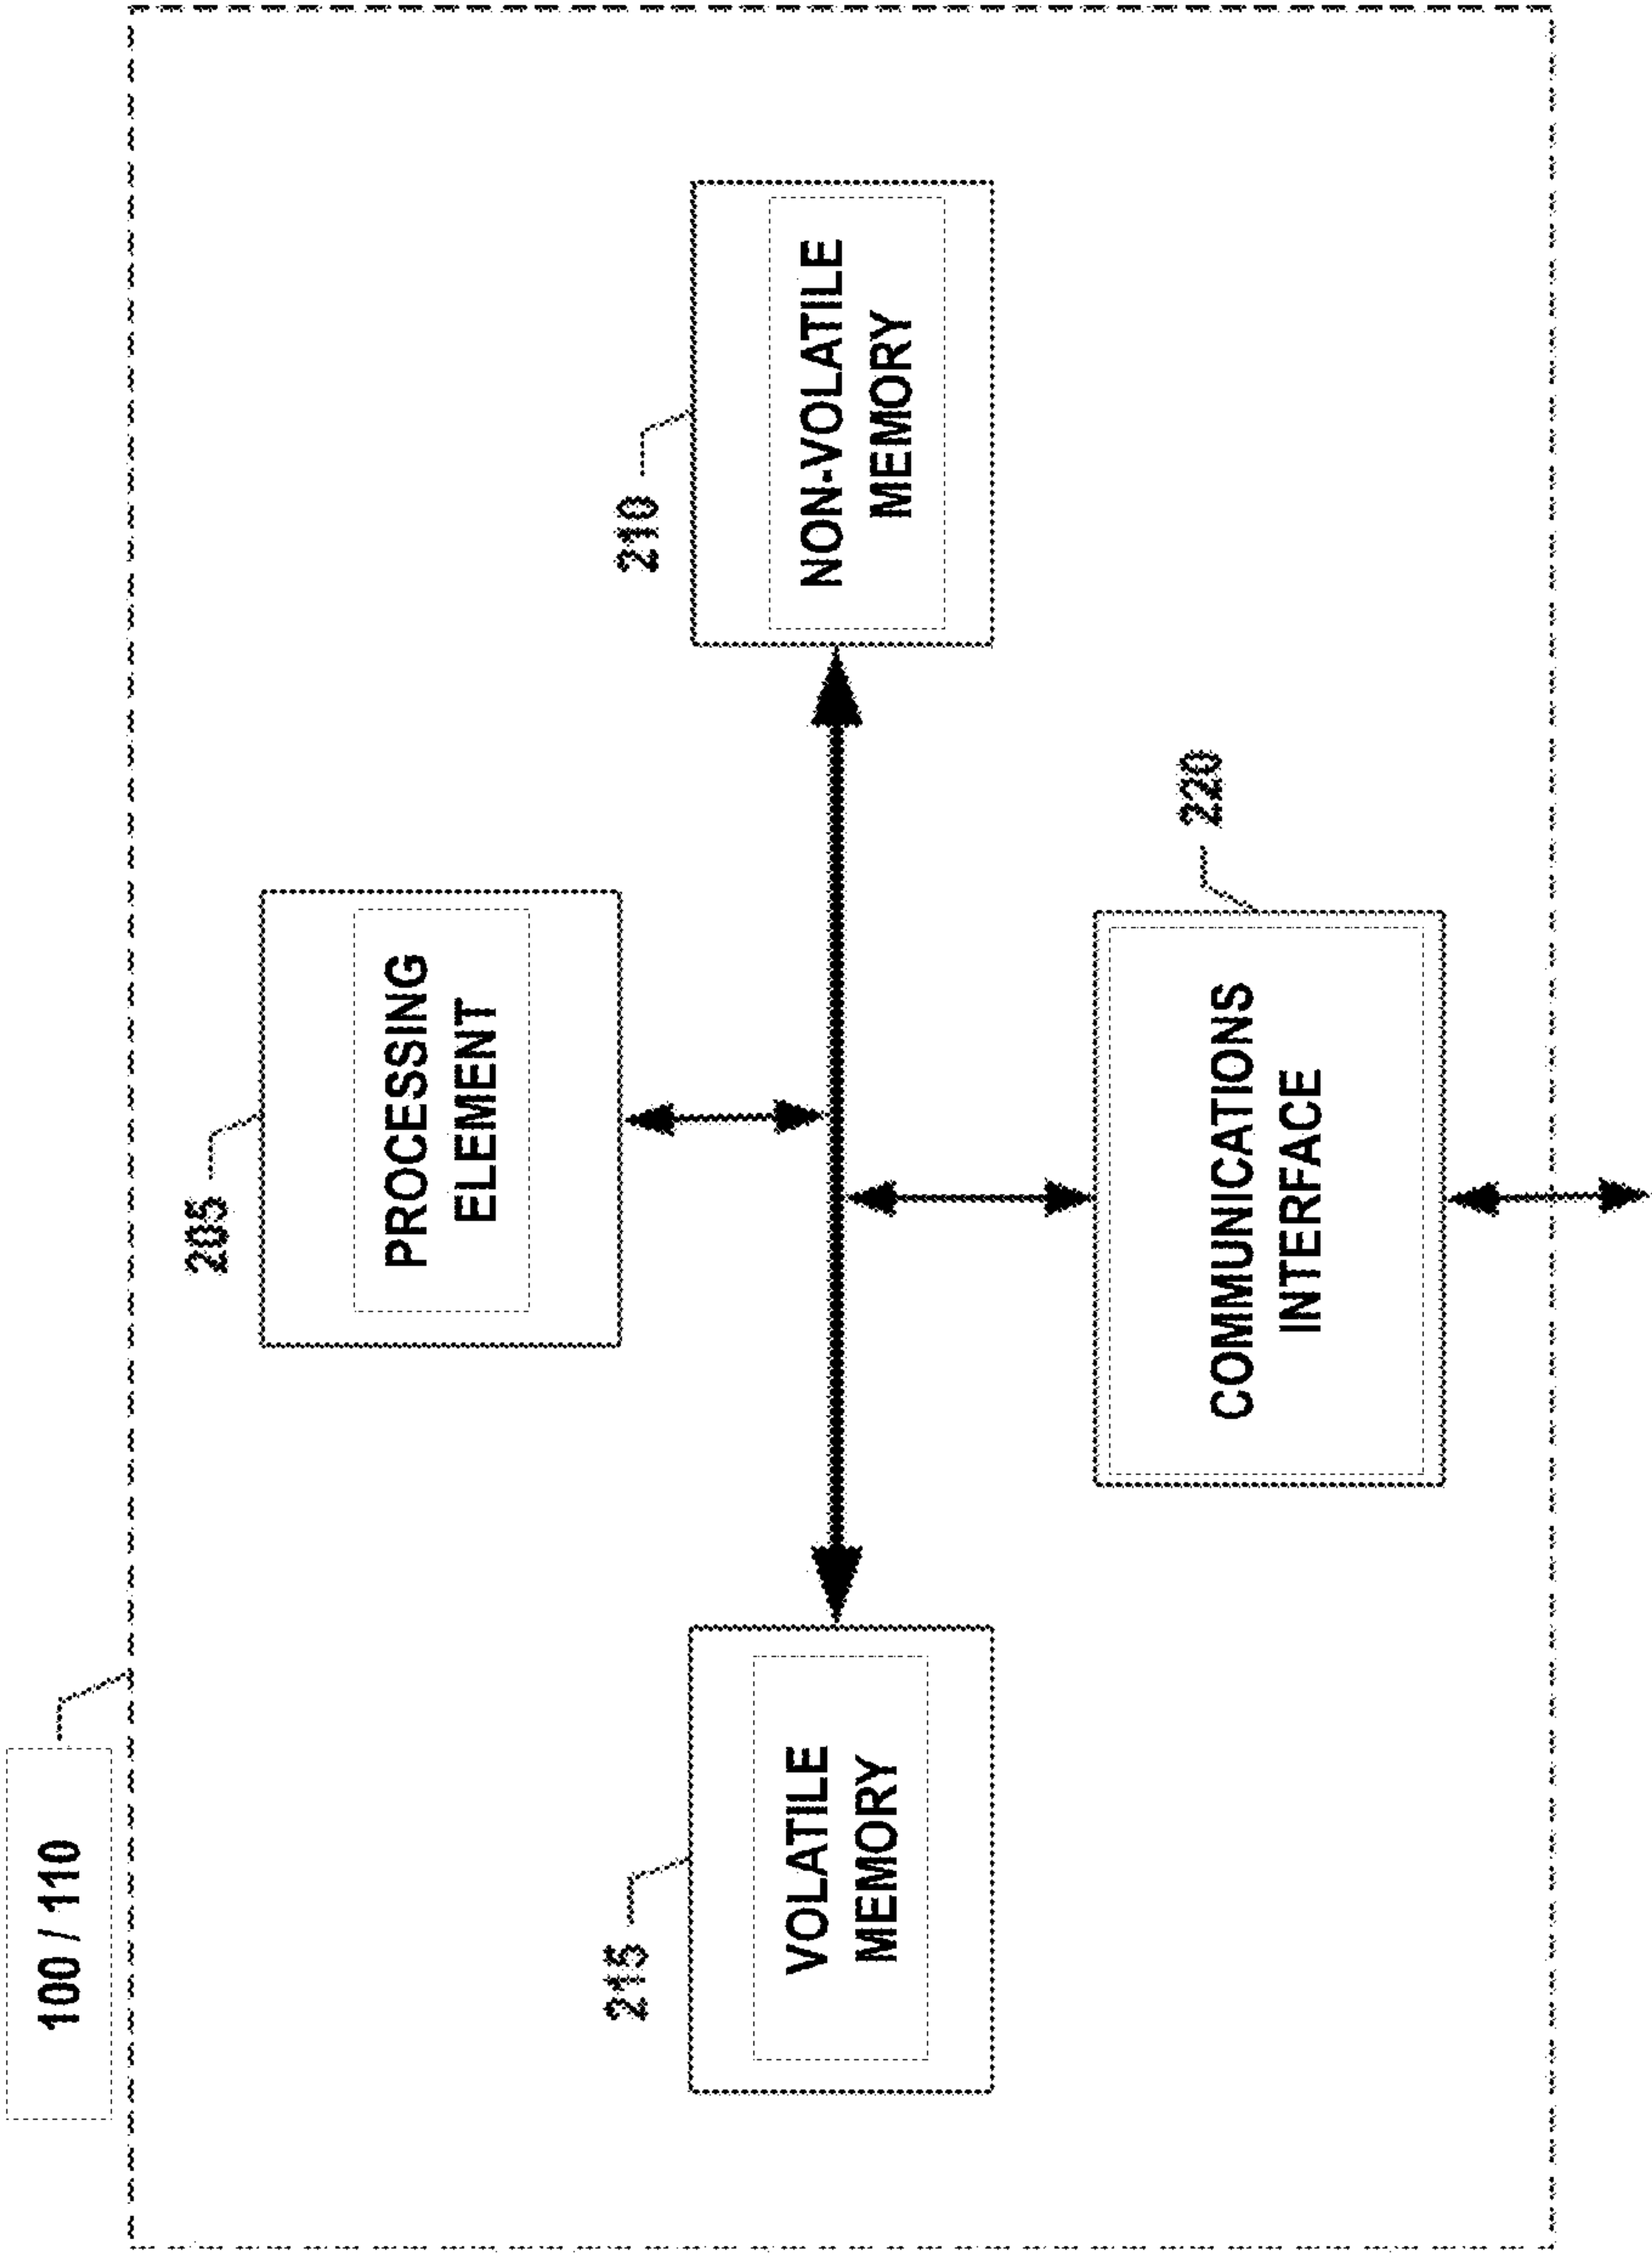 100 / 110
205
PROCESSING
ELEMENT
215
VOLATILE
MEMORY
210
NON-VOLATILE
MEMORY
220
COMMUNICATIONS
INTERFACE